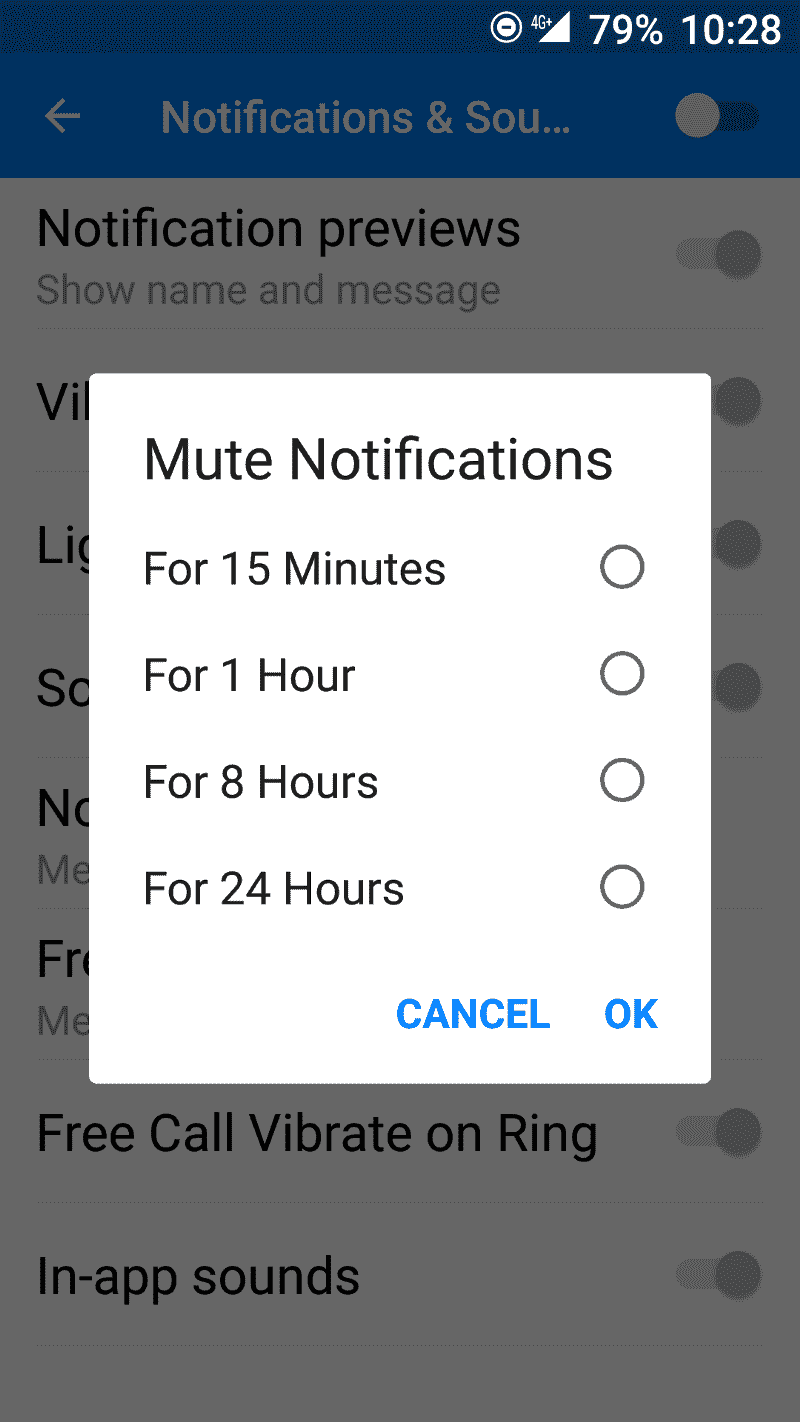 4G+ 79% 10:28
Notifications & Sou...
Notification previews
Show name and message
Mute Notifications
For 15 Minutes
For 1 Hour
For 8 Hours
For 24 Hours
CANCEL OK
Free Call Vibrate on Ring
In-app sounds